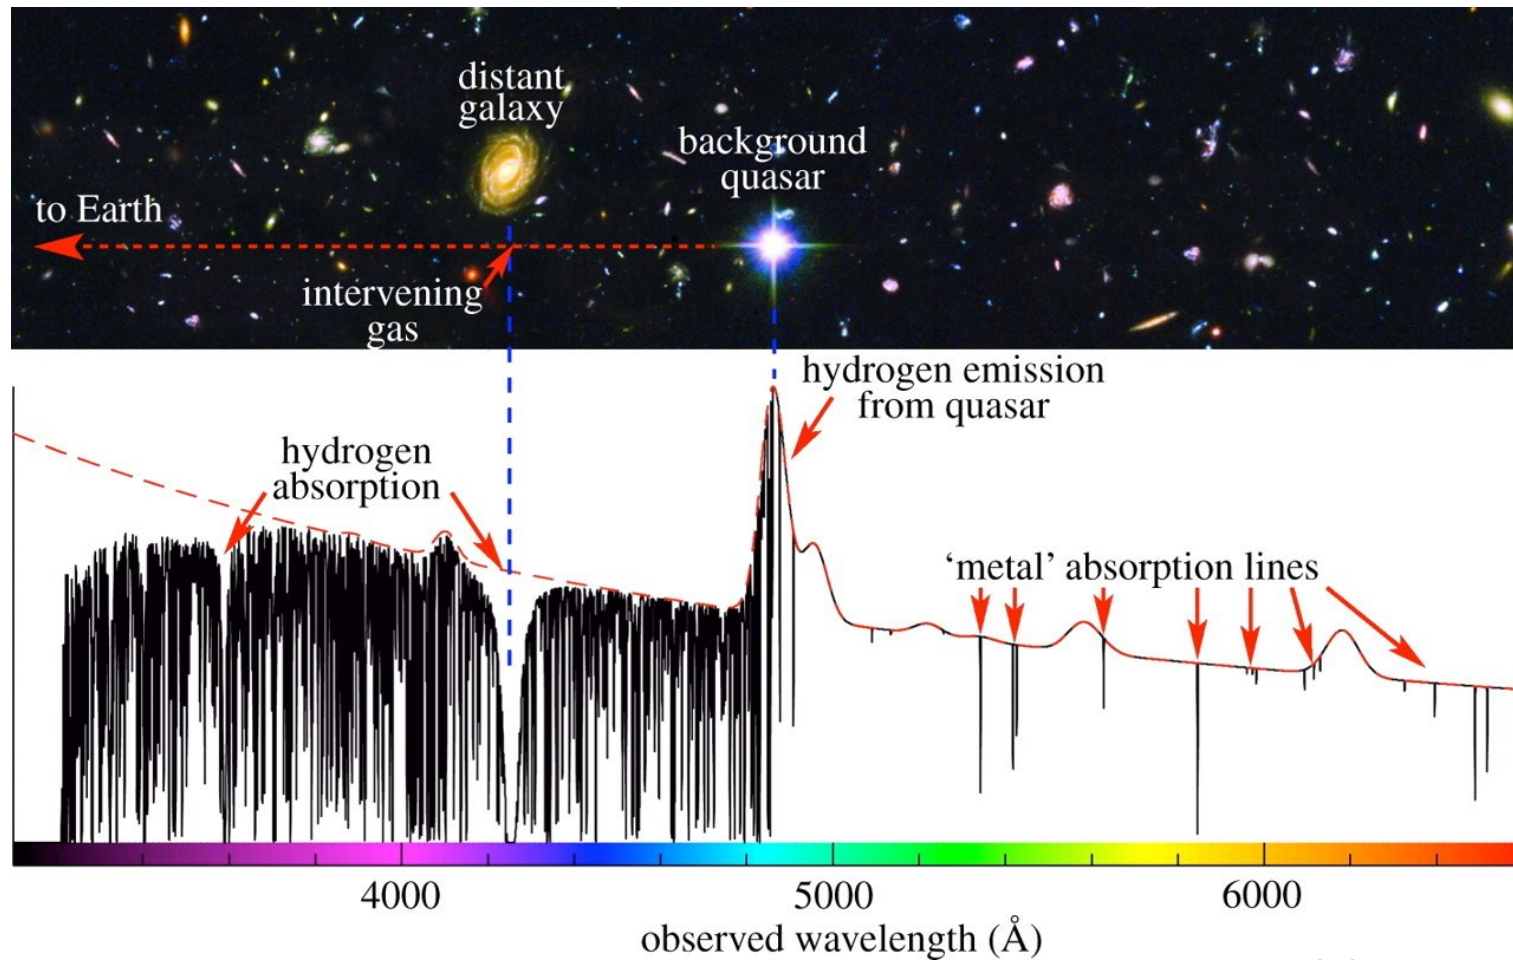 distant
galaxy
background
quasar
to Earth
intervening
gas
hydrogen emission
from quasar
hydrogen
absorption
‘metal’ absorption lines
4000
5000
6000
observed wavelength (Å)